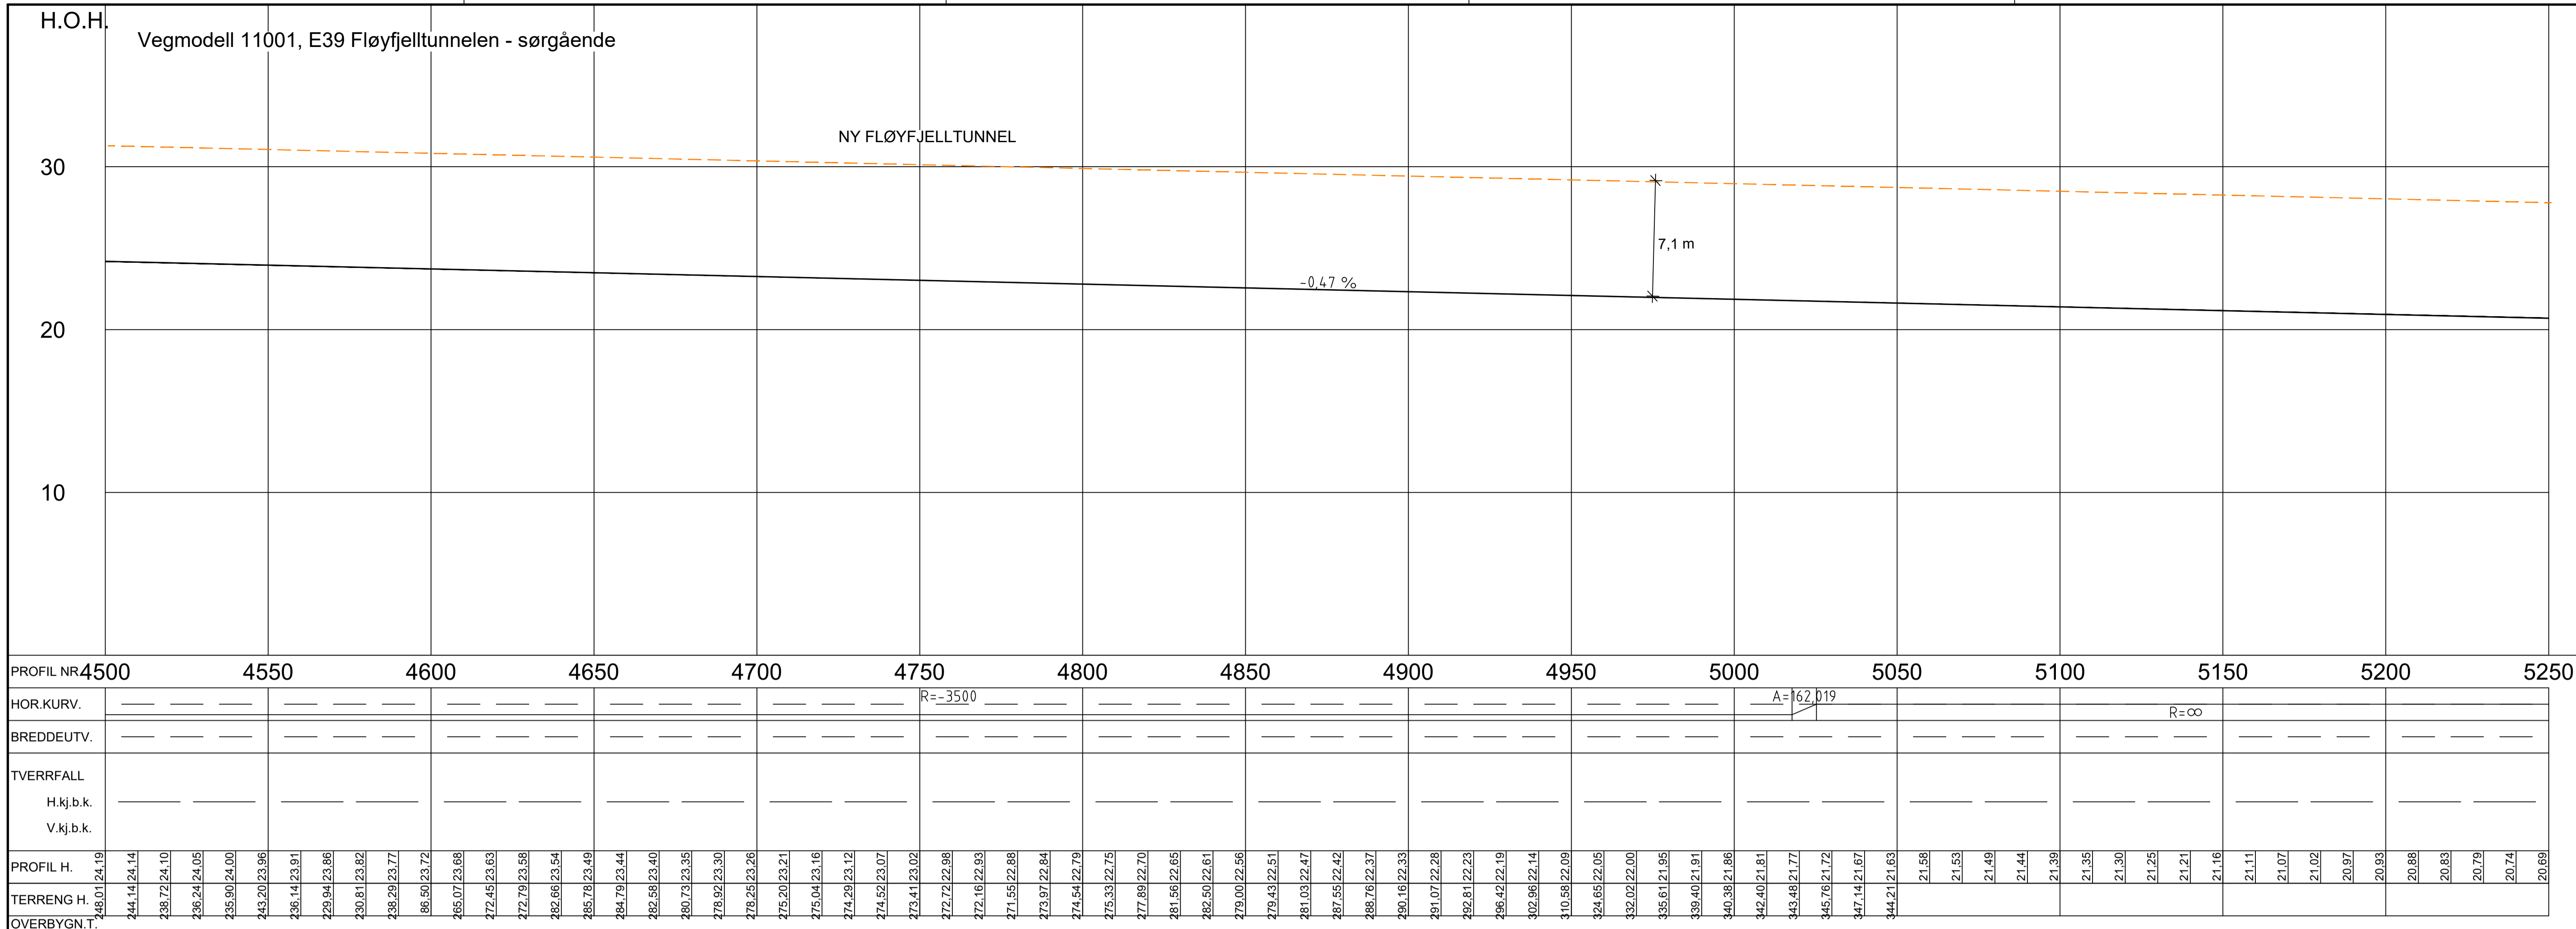 H.O.H.
Vegmodell 11001, E39 Fløyfjelltunnelen - sørgående
NY FLØYFJELLTUNNEL
30
7,1 m
-0,47 %
20
10
PROFIL NR. 4500 4550 4600 4650 4700 4750 4800 4850 4900 4950 5000 5050 5100 5150 5200 5250
HOR.KURV. R=-3500 A=162,019 R=∞
BREDDEUTV.
TVERRFALL
H.kj.b.k.
V.kj.b.k.
PROFIL H. 24,19 24,14 24,10 24,05 24,00 23,96 23,91 23,86 23,82 23,77 23,72 23,68 23,63 23,58 23,54 23,49 23,44 23,40 23,35 23,30 23,26 23,21 23,16 23,12 23,07 23,02 22,98 22,93 22,88 22,84 22,79 22,75 22,70 22,65 22,61 22,56 22,51 22,47 22,42 22,37 22,33 22,28 22,23 22,19 22,14 22,09 22,05 22,00 21,95 21,91 21,86 21,81 21,77 21,72 21,67 21,63 21,58 21,53 21,49 21,44 21,39 21,35 21,30 21,25 21,21 21,16 21,11 21,07 21,02 20,97 20,93 20,88 20,83 20,79 20,74 20,69
TERRENG H. 248,01 244,14 238,72 236,24 235,90 243,20 236,14 229,94 230,81 238,29 86,50 265,07 272,45 272,79 282,66 285,78 284,79 282,58 280,73 278,92 278,25 275,20 275,04 274,29 274,52 273,41 272,72 272,16 271,55 273,97 274,54 275,33 277,89 281,56 282,50 279,00 279,43 281,03 287,55 288,76 290,16 291,07 292,81 296,42 302,96 310,58 324,65 332,02 335,61 339,40 340,38 342,40 343,48 345,76 347,14 344,21
OVERBYGN.T.